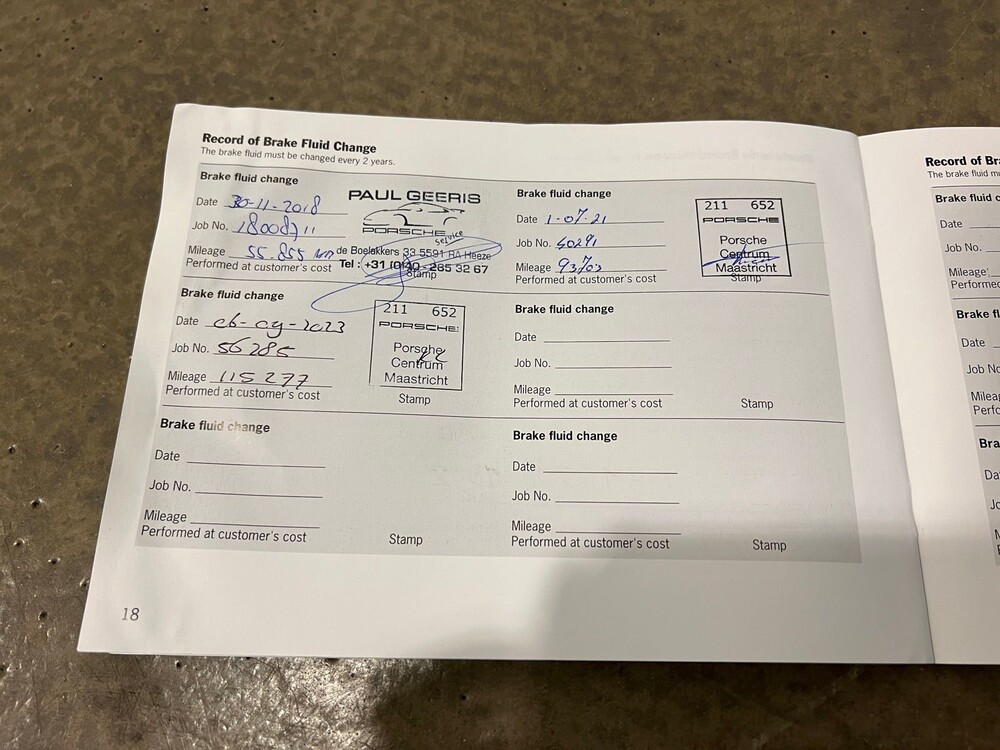 Record of Brake Fluid Change
The brake fluid must be changed every 2 years.
Brake fluid change
Date 30-11-2018
Job No.
Mileage 55.855 km
Performed at customer's cost
PAUL GEERIS
PORSCHE
service
de Boelakkers 33 5591 RA Heeze
Tel : +31 (0)40 - 285 32 67
Stamp
Brake fluid change
Date 1-07-21
Job No. 50291
Mileage 93703
Performed at customer's cost
211 652
PORSCHE
Porsche
Centrum
Maastricht
Stamp
Brake fluid change
Date 06-09-2023
Job No. 56285
Mileage 115277
Performed at customer's cost
211 652
PORSCHE
Porsche
Centrum
Maastricht
Stamp
Brake fluid change
Date
Job No.
Mileage
Performed at customer's cost
Stamp
Brake fluid change
Date
Job No.
Mileage
Performed at customer's cost
Stamp
Brake fluid change
Date
Job No.
Mileage
Performed at customer's cost
Stamp
18
Record of Br
The brake fluid m
Brake fluid c
Date
Job No.
Mileage
Performed
Brake fl
Date
Job No
Mileag
Perfo
Bra
Da